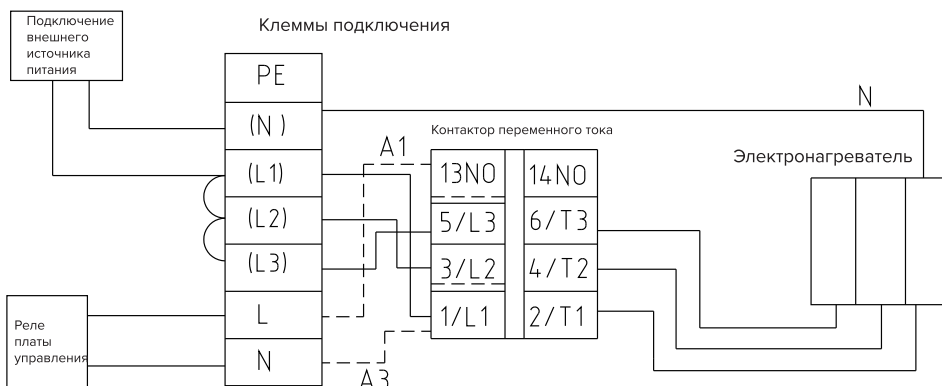 Подключение
внешнего
источника
питания
Клеммы подключения
PE
(N)
(L1)
(L2)
(L3)
L
N
Реле
платы
управления
A1
A3
Контактор переменного тока
13NO
14NO
5/L3
6/T3
3/L2
4/T2
1/L1
2/T1
N
Электронагреватель